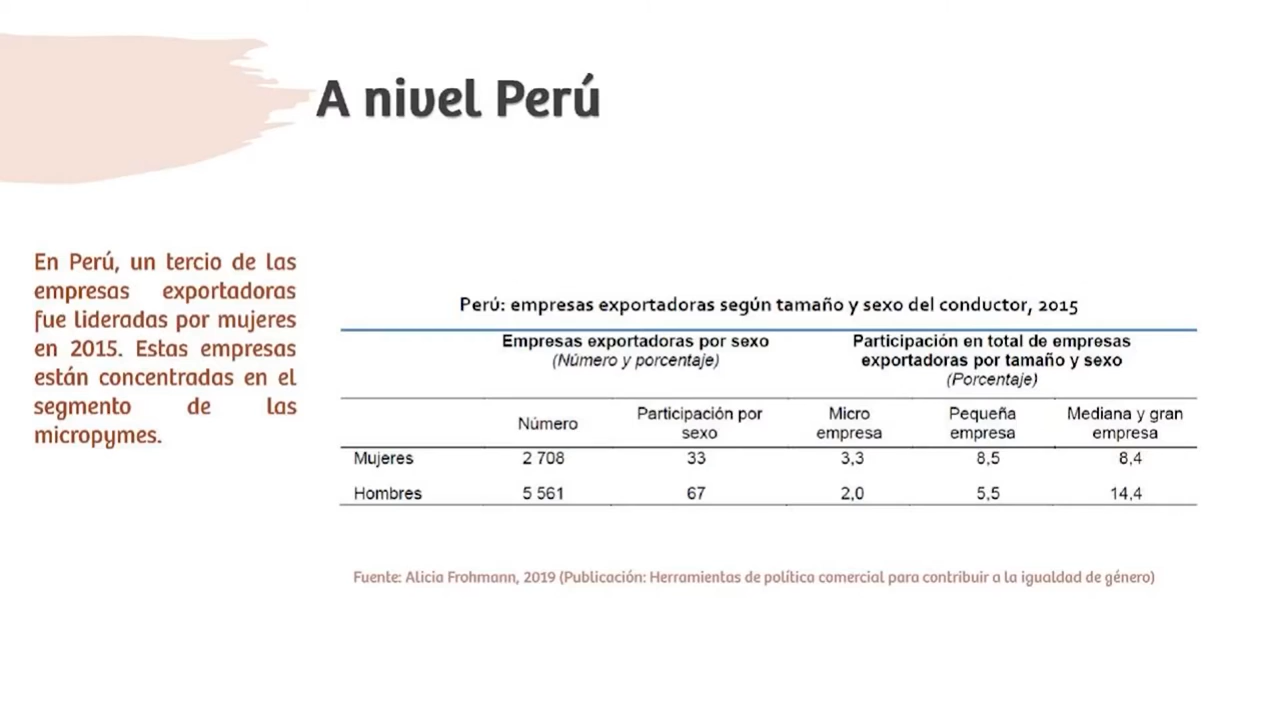 A nivel Perú
En Perú, un tercio de las
empresas exportadoras
fue lideradas por mujeres
en 2015. Estas empresas
están concentradas en el
segmento de las
micropymes.
Perú: empresas exportadoras según tamaño y sexo del conductor, 2015
Empresas exportadoras por sexo
(Número y porcentaje)
Participación en total de empresas
exportadoras por tamaño y sexo
(Porcentaje)
Número
Participación por
sexo
Micro
empresa
Pequeña
empresa
Mediana y gran
empresa
Mujeres 2 708 33 3,3 8,5 8,4
Hombres 5 561 67 2,0 5,5 14,4
Fuente: Alicia Frohmann, 2019 (Publicación: Herramientas de política comercial para contribuir a la igualdad de género)